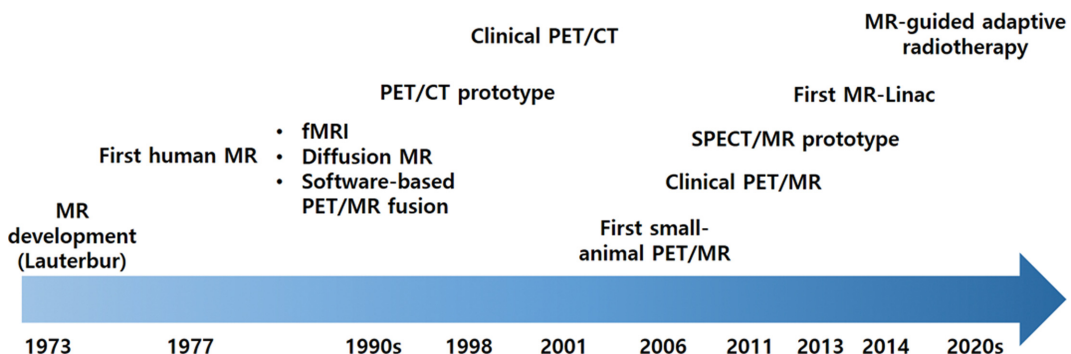 Clinical PET/CT
MR-guided adaptive
radiotherapy
PET/CT prototype
First MR-Linac
• fMRI
SPECT/MR prototype
First human MR
• Diffusion MR
• Software-based
PET/MR fusion
Clinical PET/MR
MR
development
(Lauterbur)
First small-
animal PET/MR
1973
1977
1990s
1998
2001
2006
2011
2013
2014
2020s